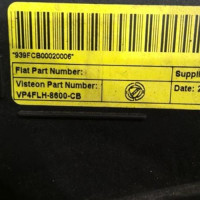 *939FCB00020006*
Fiat Part Number:
Suppli
Visteon Part Number:
VP4FLH-8600-CB
Date: 2